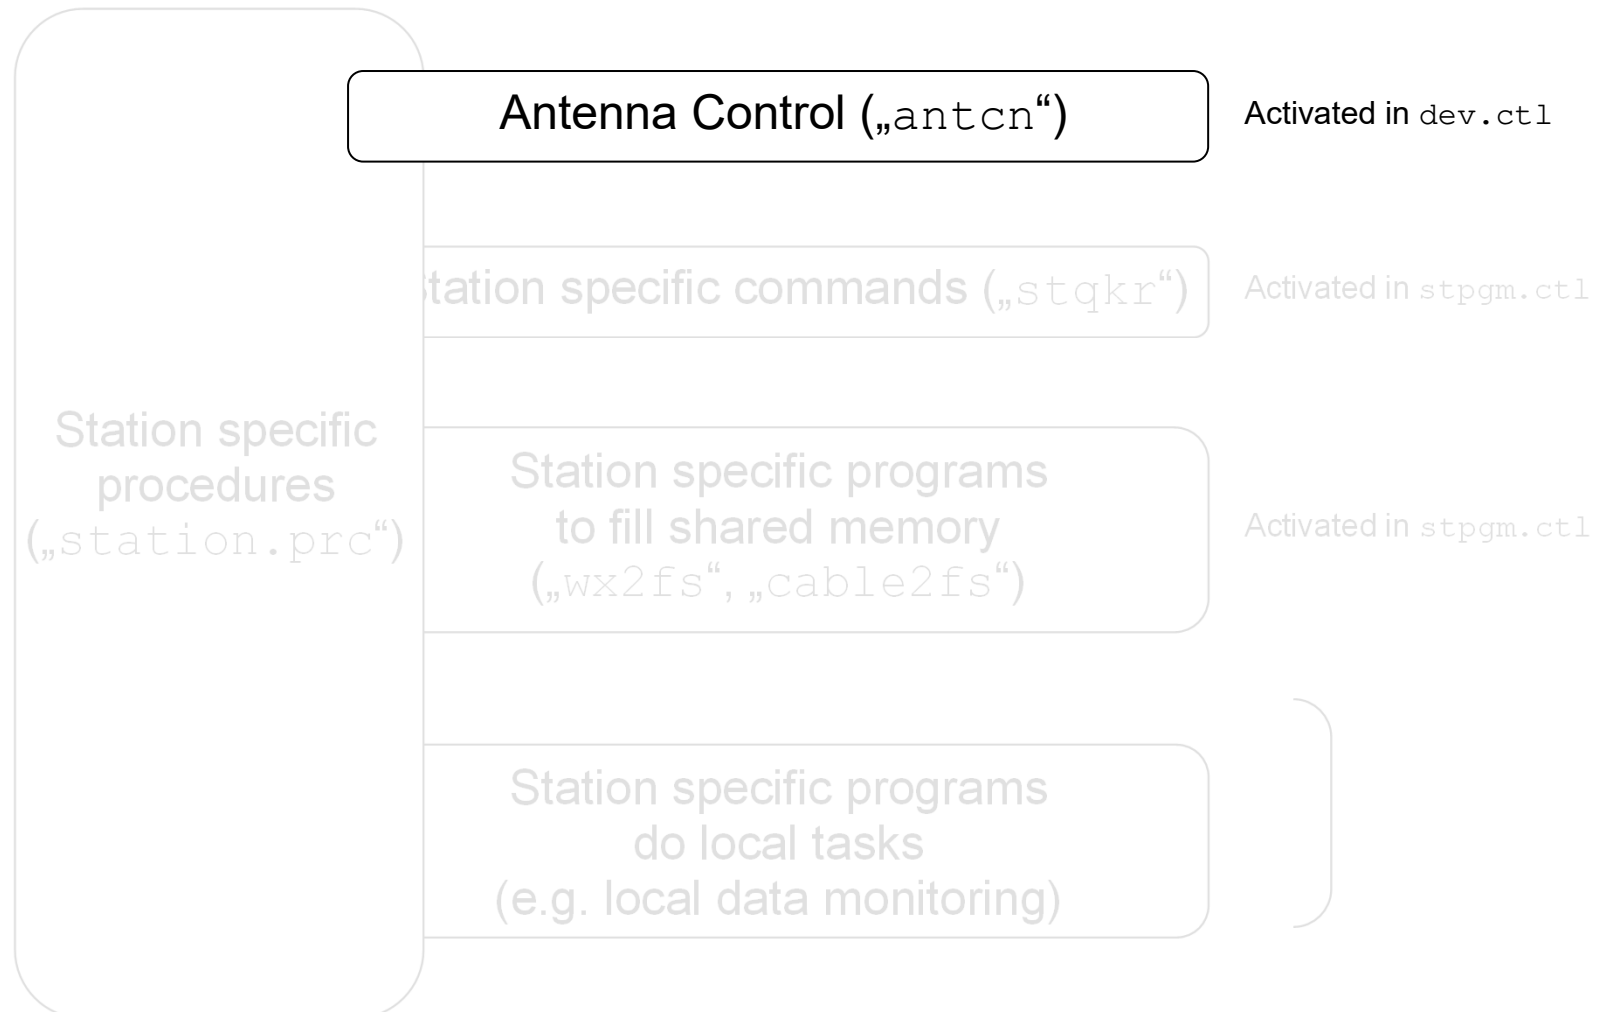 Antenna Control („antcn“)
Activated in dev.ctl
tation specific commands („stqkr“)
Activated in stpgm.ctl
Station specific
procedures
(„station.prc“)
Station specific programs
to fill shared memory
(„wx2fs“, „cable2fs“)
Activated in stpgm.ctl
Station specific programs
do local tasks
(e.g. local data monitoring)